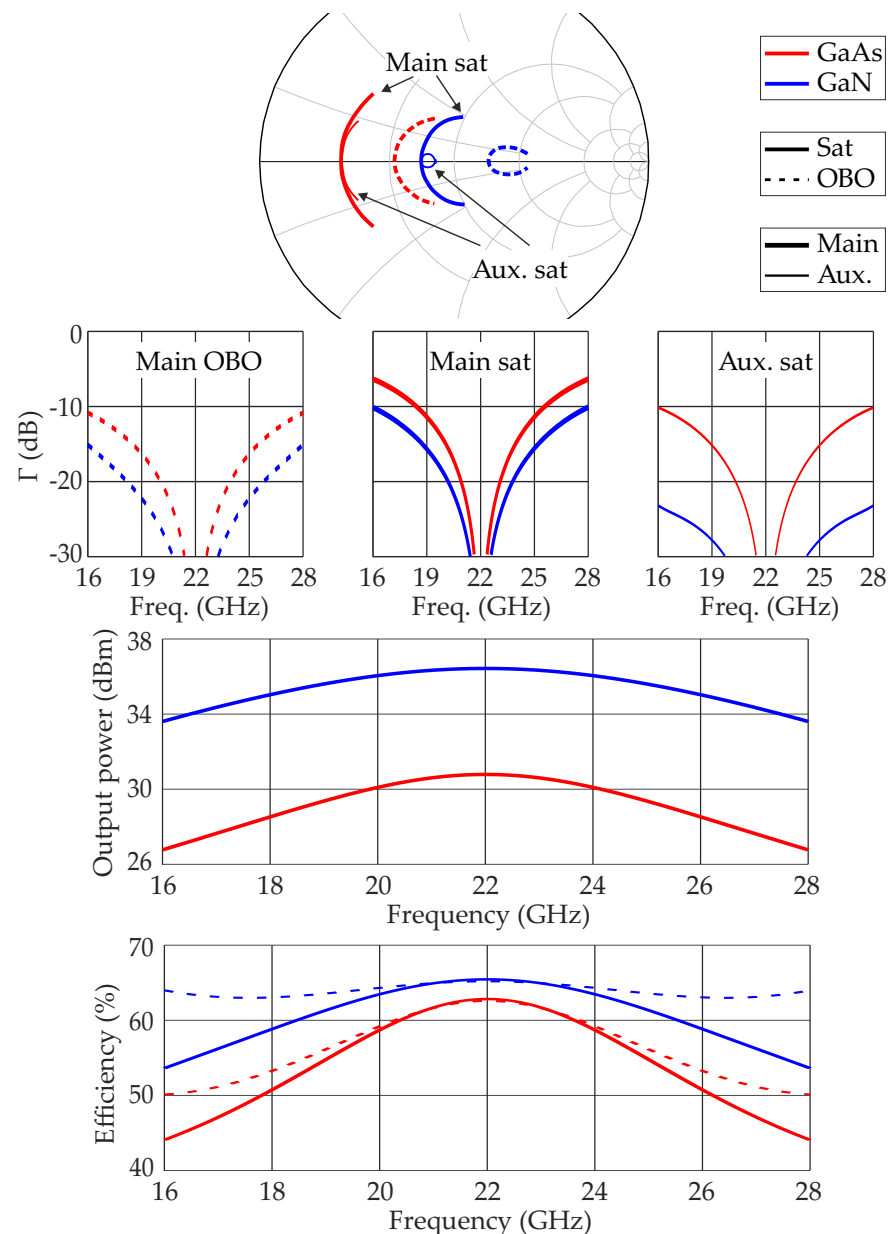 Main sat
Aux. sat
GaAs
GaN
Sat
OBO
Main
Aux.
Γ (dB)
0
-10
-20
-30
Main OBO
16 19 22 25 28
Freq. (GHz)
Main sat
16 19 22 25 28
Freq. (GHz)
Aux. sat
16 19 22 25 28
Freq. (GHz)
Output power (dBm)
38
34
30
26
16 18 20 22 24 26 28
Frequency (GHz)
Efficiency (%)
70
60
50
40
16 18 20 22 24 26 28
Frequency (GHz)